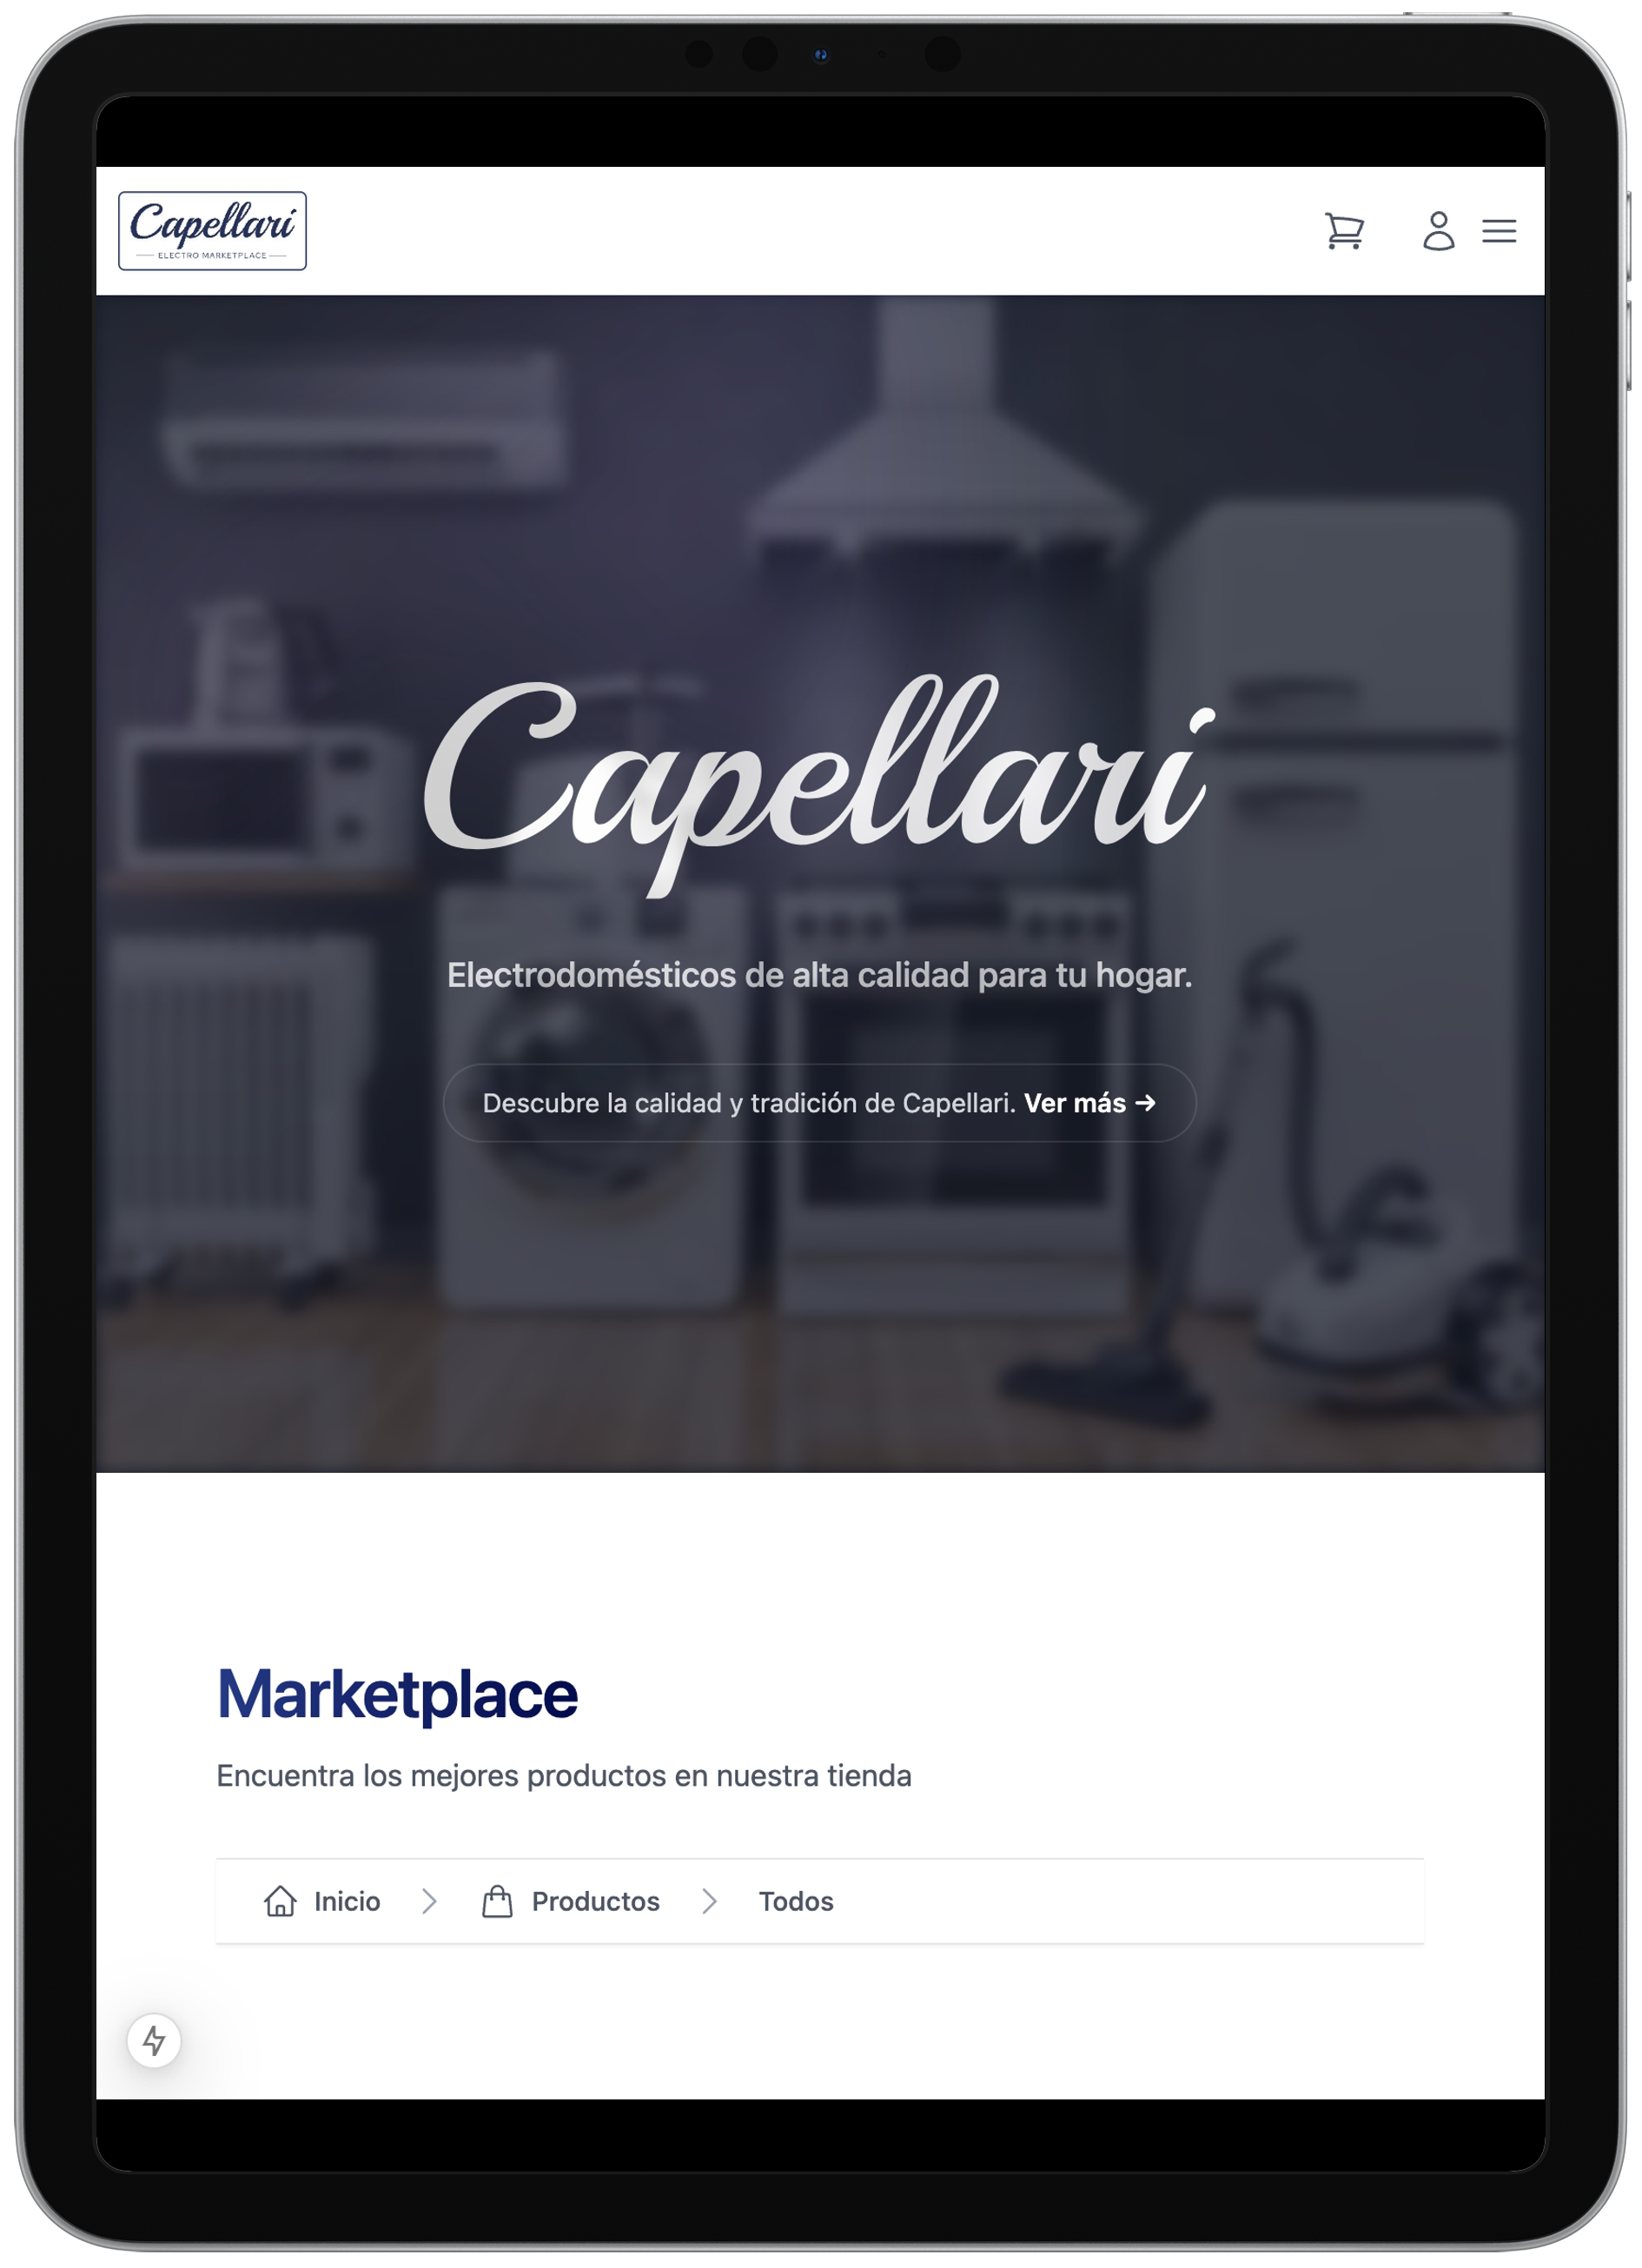 Capellari
ELECTRO MARKETPLACE
Capellari
Electrodomésticos de alta calidad para tu hogar.
Descubre la calidad y tradición de Capellari. Ver más →
Marketplace
Encuentra los mejores productos en nuestra tienda
Inicio
Productos
Todos